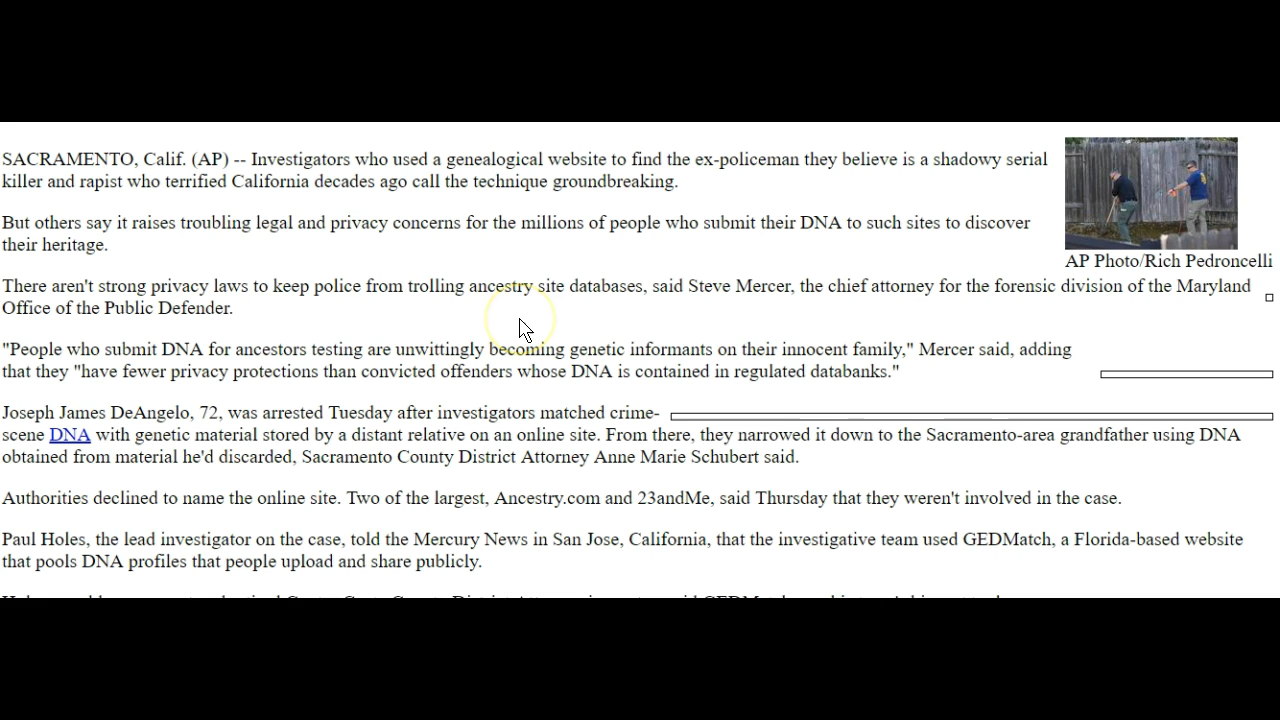 SACRAMENTO, Calif. (AP) -- Investigators who used a genealogical website to find the ex-policeman they believe is a shadowy serial
killer and rapist who terrified California decades ago call the technique groundbreaking.
But others say it raises troubling legal and privacy concerns for the millions of people who submit their DNA to such sites to discover
their heritage.
AP Photo/Rich Pedroncelli
There aren't strong privacy laws to keep police from trolling ancestry site databases, said Steve Mercer, the chief attorney for the forensic division of the Maryland
Office of the Public Defender.
"People who submit DNA for ancestors testing are unwittingly becoming genetic informants on their innocent family," Mercer said, adding
that they "have fewer privacy protections than convicted offenders whose DNA is contained in regulated databanks."
Joseph James DeAngelo, 72, was arrested Tuesday after investigators matched crime-
scene DNA with genetic material stored by a distant relative on an online site. From there, they narrowed it down to the Sacramento-area grandfather using DNA
obtained from material he'd discarded, Sacramento County District Attorney Anne Marie Schubert said.
Authorities declined to name the online site. Two of the largest, Ancestry.com and 23andMe, said Thursday that they weren't involved in the case.
Paul Holes, the lead investigator on the case, told the Mercury News in San Jose, California, that the investigative team used GEDMatch, a Florida-based website
that pools DNA profiles that people upload and share publicly.